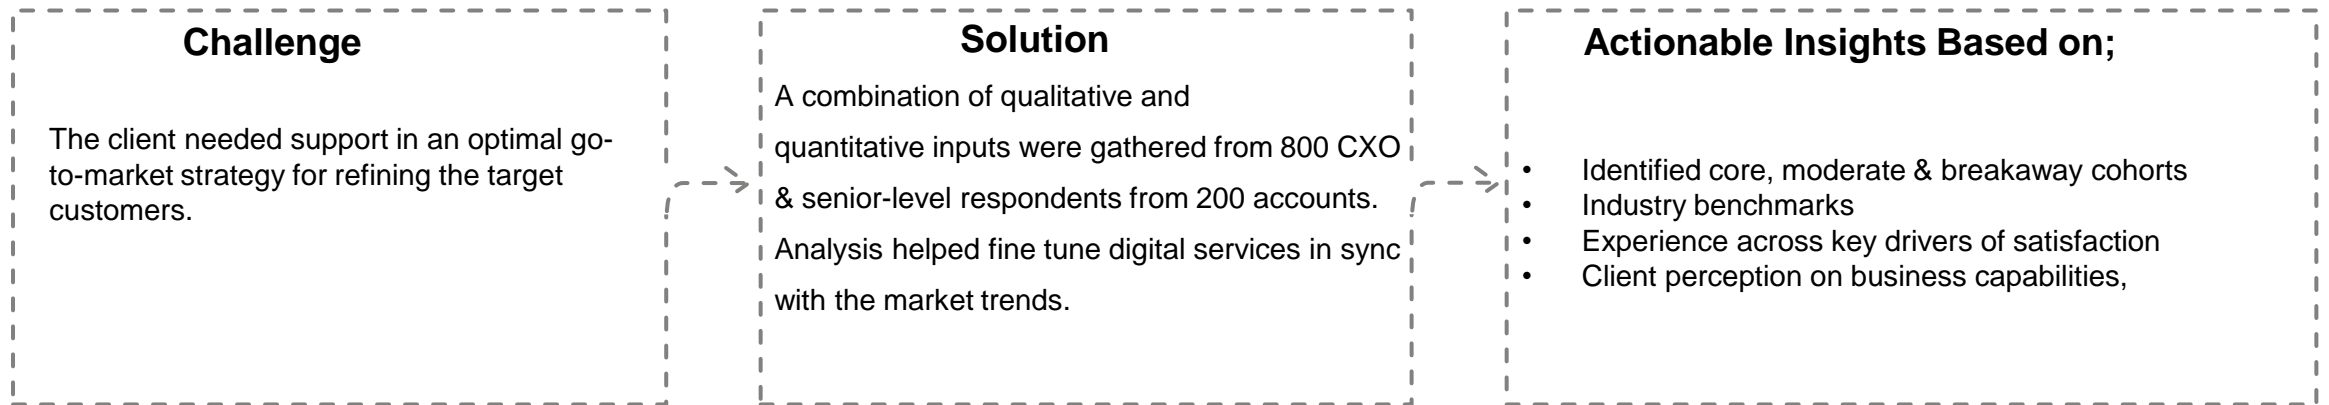 Challenge
The client needed support in an optimal go-
to-market strategy for refining the target
customers.
Solution
A combination of qualitative and
quantitative inputs were gathered from 800 CXO
& senior-level respondents from 200 accounts.
Analysis helped fine tune digital services in sync
with the market trends.
Actionable Insights Based on;
• Identified core, moderate & breakaway cohorts
• Industry benchmarks
• Experience across key drivers of satisfaction
• Client perception on business capabilities,